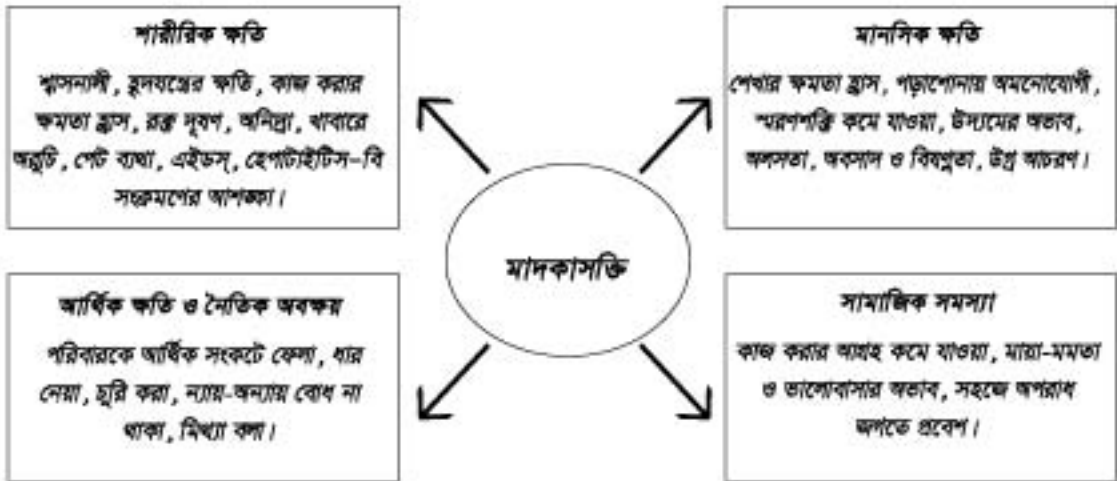 শারীরিক ক্ষতি
শ্বাসনালী, হৃদযন্ত্রের ক্ষতি, কাজ করার
ক্ষমতা হ্রাস, রক্ত দূষণ, অনিদ্রা, খাবারে
অরুচি, পেট ব্যথা, এইডস্, হেপাটাইটিস-বি
সংক্রমণের আশঙ্কা।
মানসিক ক্ষতি
শেখার ক্ষমতা হ্রাস, পড়াশোনায় অমনোযোগী,
স্মরণশক্তি কমে যাওয়া, উদ্যমের অভাব,
অলসতা, অবসাদ ও বিষণ্ণতা, উগ্র আচরণ।
মাদকাসক্তি
আর্থিক ক্ষতি ও নৈতিক অবক্ষয়
পরিবারকে আর্থিক সংকটে ফেলা, ধার
নেয়া, চুরি করা, ন্যায়-অন্যায় বোধ না
থাকা, মিথ্যা বলা।
সামাজিক সমস্যা
কাজ করার আগ্রহ কমে যাওয়া, মায়া-মমতা
ও ভালোবাসার অভাব, সহজে অপরাধ
জগতে প্রবেশ।